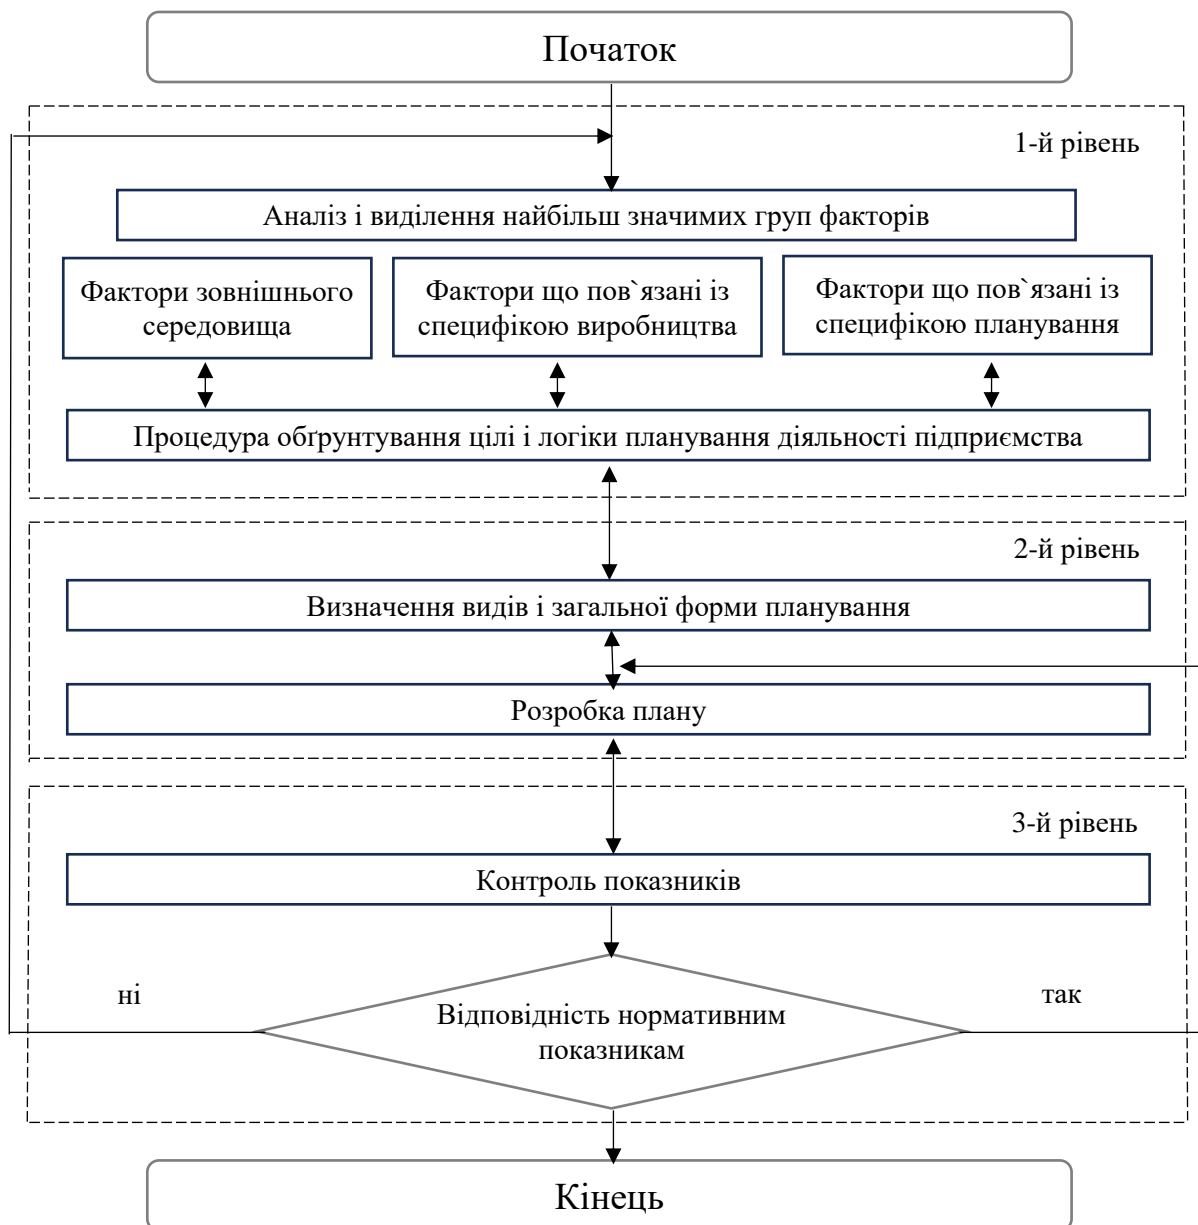 Початок
1-й рівень
Аналіз і виділення найбільш значимих груп факторів
Фактори зовнішнього
середовища
Фактори що пов`язані із
специфікою виробництва
Фактори що пов`язані із
специфікою планування
Процедура обґрунтування цілі і логіки планування діяльності підприємства
2-й рівень
Визначення видів і загальної форми планування
Розробка плану
3-й рівень
Контроль показників
ні
Відповідність нормативним
показникам
так
Кінець